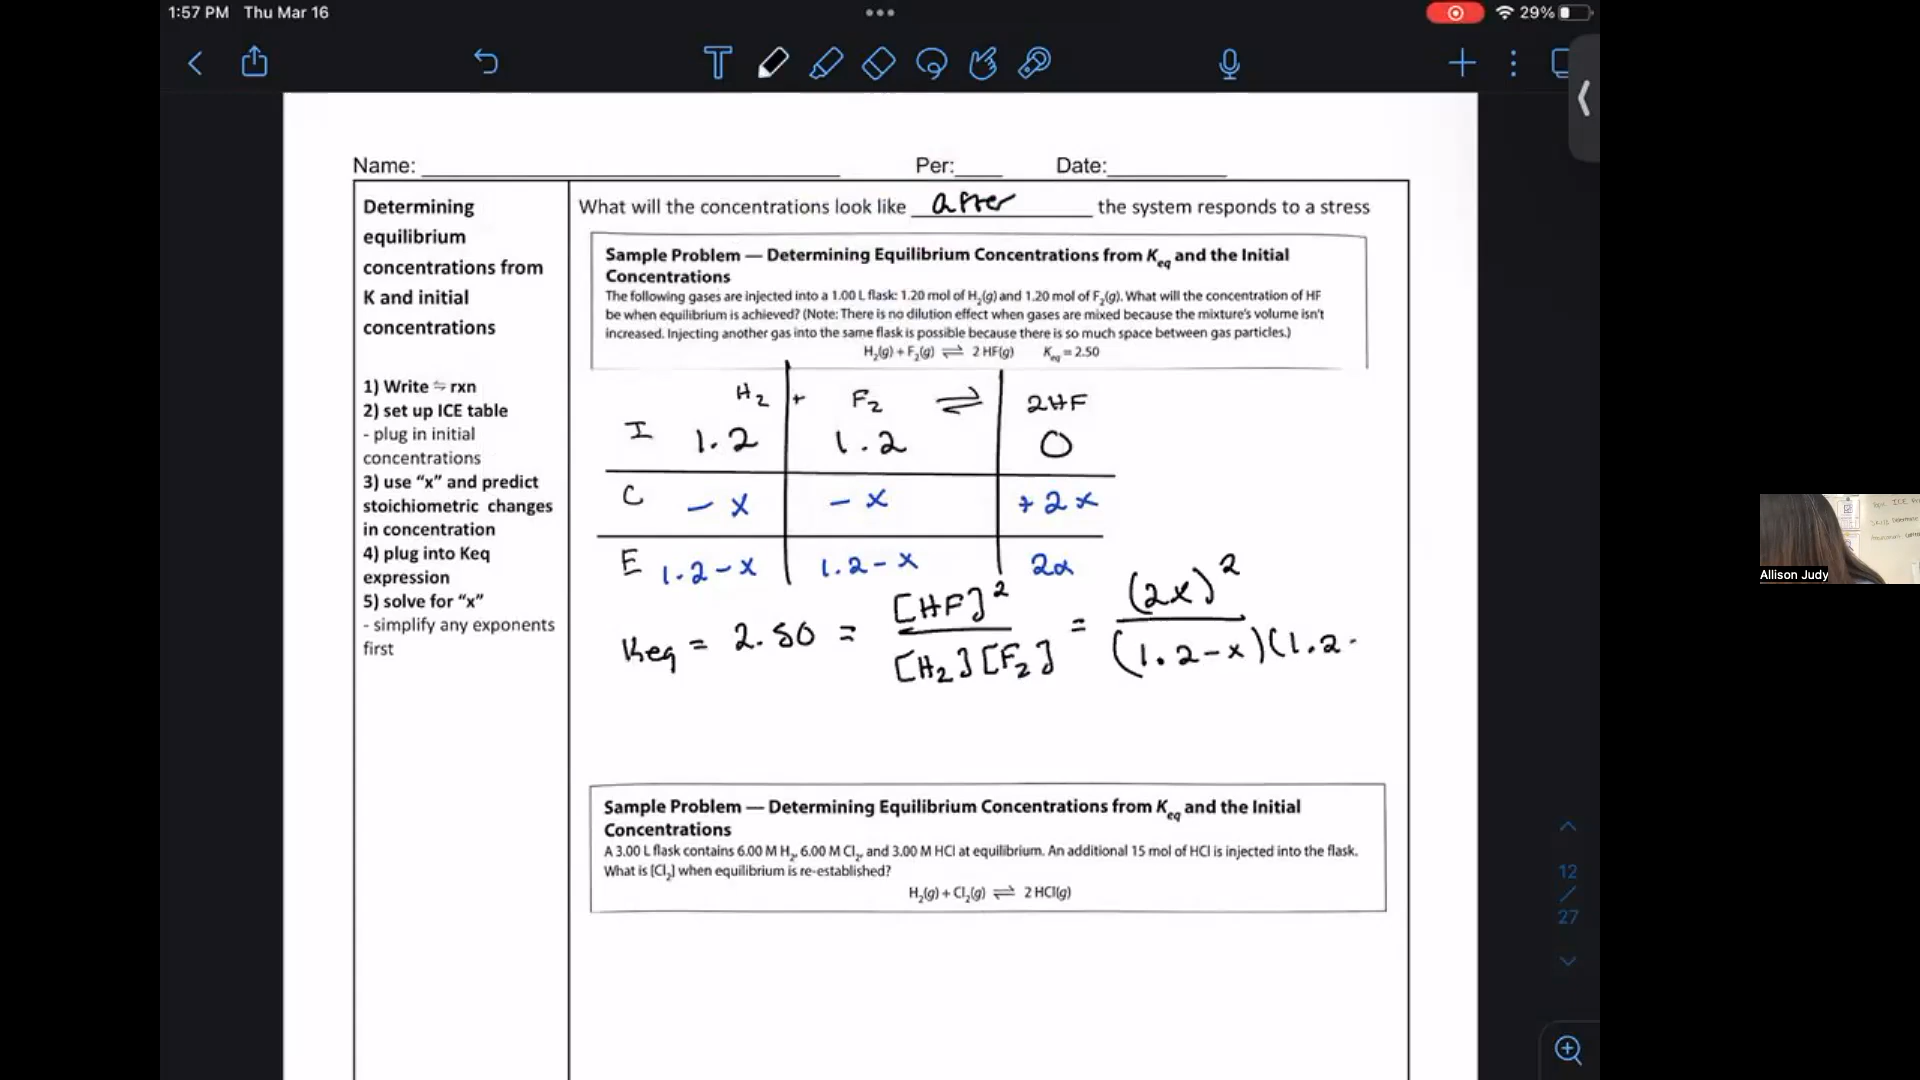 1:57 PM Thu Mar 16
29%
Name: Per: Date:
Determining
equilibrium
concentrations from
K and initial
concentrations
1) Write ⇌ rxn
2) set up ICE table
- plug in initial
concentrations
3) use “x” and predict
stoichiometric changes
in concentration
4) plug into Keq
expression
5) solve for “x”
- simplify any exponents
first
What will the concentrations look like after the system responds to a stress
Sample Problem — Determining Equilibrium Concentrations from Keq and the Initial
Concentrations
The following gases are injected into a 1.00 L flask: 1.20 mol of H₂(g) and 1.20 mol of F₂(g). What will the concentration of HF
be when equilibrium is achieved? (Note: There is no dilution effect when gases are mixed because the mixture's volume isn't
increased. Injecting another gas into the same flask is possible because there is so much space between gas particles.)
H₂(g) + F₂(g) ⇌ 2 HF(g) Keq = 2.50
H₂ + F₂ ⇌ 2HF
I 1.2 1.2 0
C - x - x + 2x
E 1.2-x 1.2-x 2x
Keq = 2.50 = [HF]² / [H₂][F₂] = (2x)² / (1.2-x)(1.2-
Sample Problem — Determining Equilibrium Concentrations from Keq and the Initial
Concentrations
A 3.00 L flask contains 6.00 M H₂, 6.00 M Cl₂, and 3.00 M HCl at equilibrium. An additional 15 mol of HCl is injected into the flask.
What is [Cl₂] when equilibrium is re-established?
H₂(g) + Cl₂(g) ⇌ 2 HCl(g)
12
27
Allison Judy